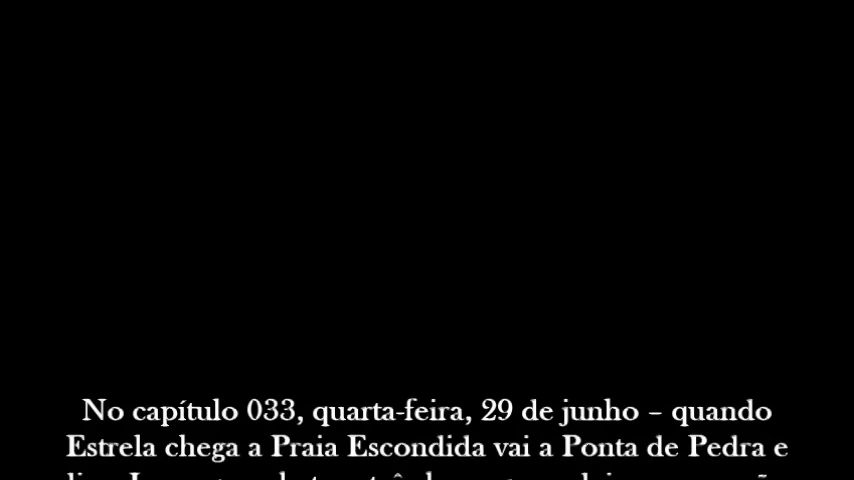 No capítulo 033, quarta-feira, 29 de junho – quando
Estrela chega a Praia Escondida vai a Ponta de Pedra e